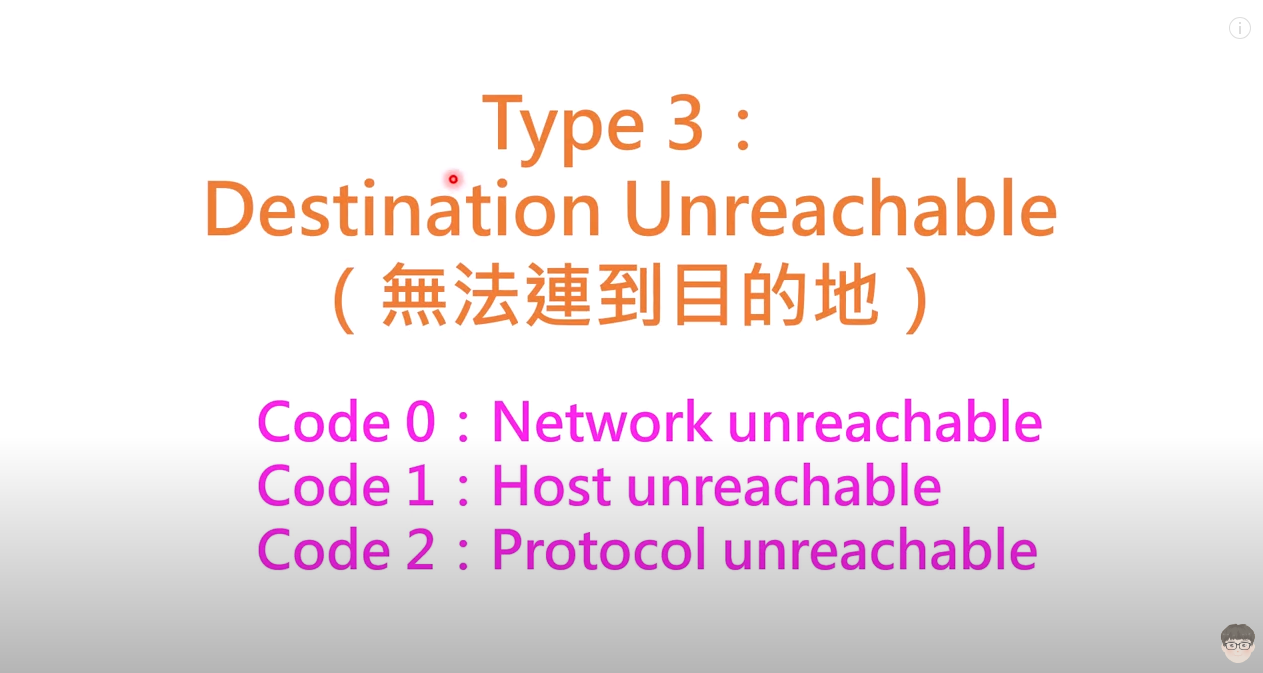 Type 3：
Destination Unreachable
（無法連到目的地）
Code 0：Network unreachable
Code 1：Host unreachable
Code 2：Protocol unreachable